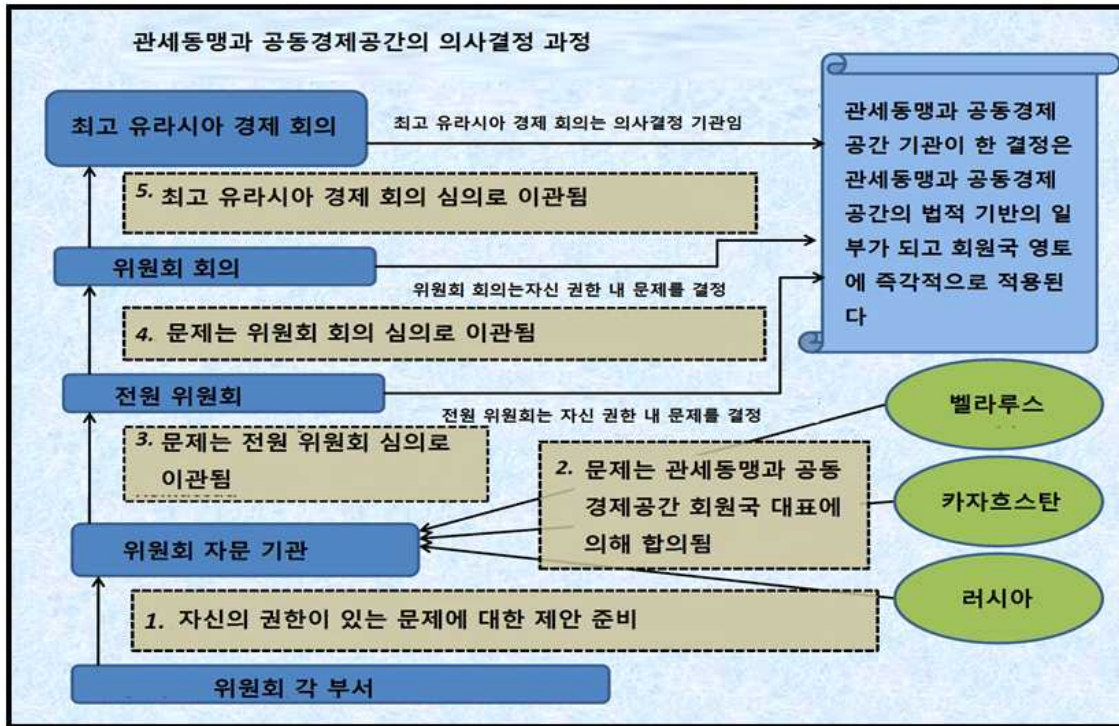 관세동맹과 공동경제공간의 의사결정 과정
최고 유라시아 경제 회의
최고 유라시아 경제 회의는 의사결정 기관임
관세동맹과 공동경제
공간 기관이 한 결정은
관세동맹과 공동경제
공간의 법적 기반의 일
부가 되고 회원국 영토
에 즉각적으로 적용된
다
5. 최고 유라시아 경제 회의 심의로 이관됨
위원회 회의
위원회 회의는자신 권한 내 문제를 결정
4. 문제는 위원회 회의 심의로 이관됨
전원 위원회
전원 위원회는 자신 권한 내 문제를 결정
벨라루스
3. 문제는 전원 위원회 심의로
이관됨
2. 문제는 관세동맹과 공동
경제공간 회원국 대표에
의해 합의됨
카자흐스탄
위원회 자문 기관
러시아
1. 자신의 권한이 있는 문제에 대한 제안 준비
위원회 각 부서